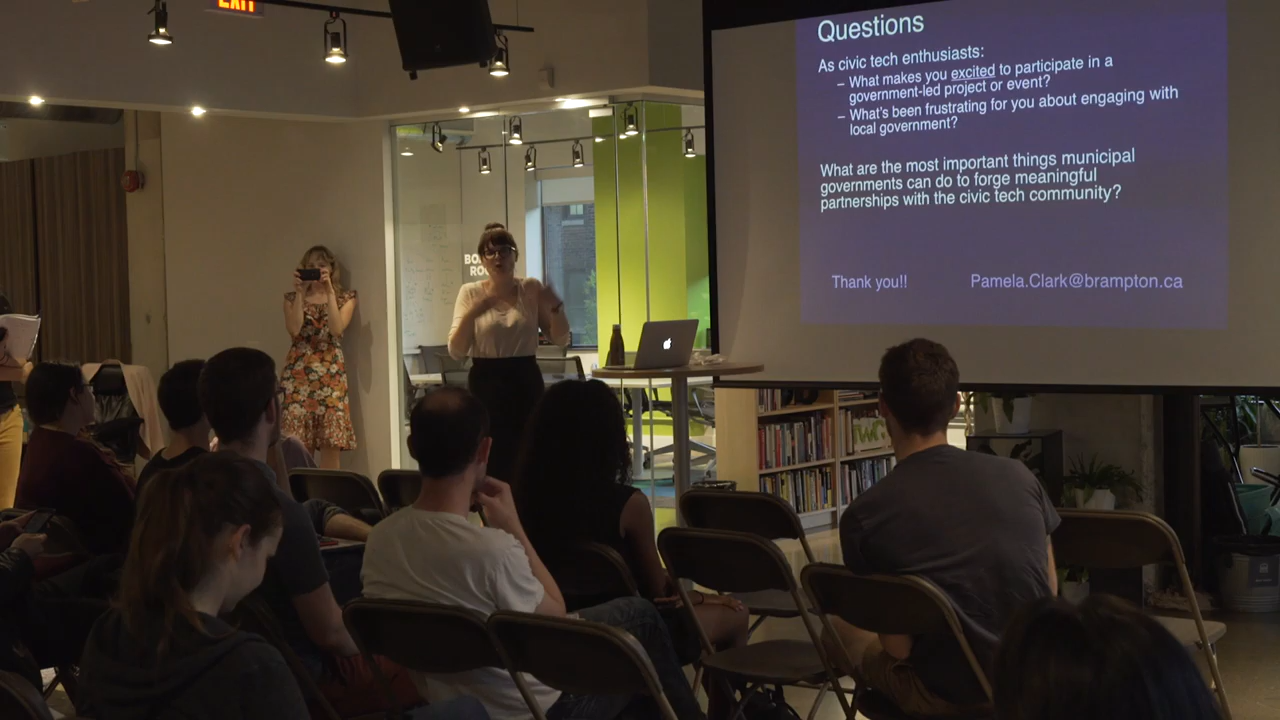 EXIT
Questions
As civic tech enthusiasts:
– What makes you excited to participate in a
government-led project or event?
– What's been frustrating for you about engaging with
local government?
What are the most important things municipal
governments can do to forge meaningful
partnerships with the civic tech community?
Thank you!! Pamela.Clark@brampton.ca